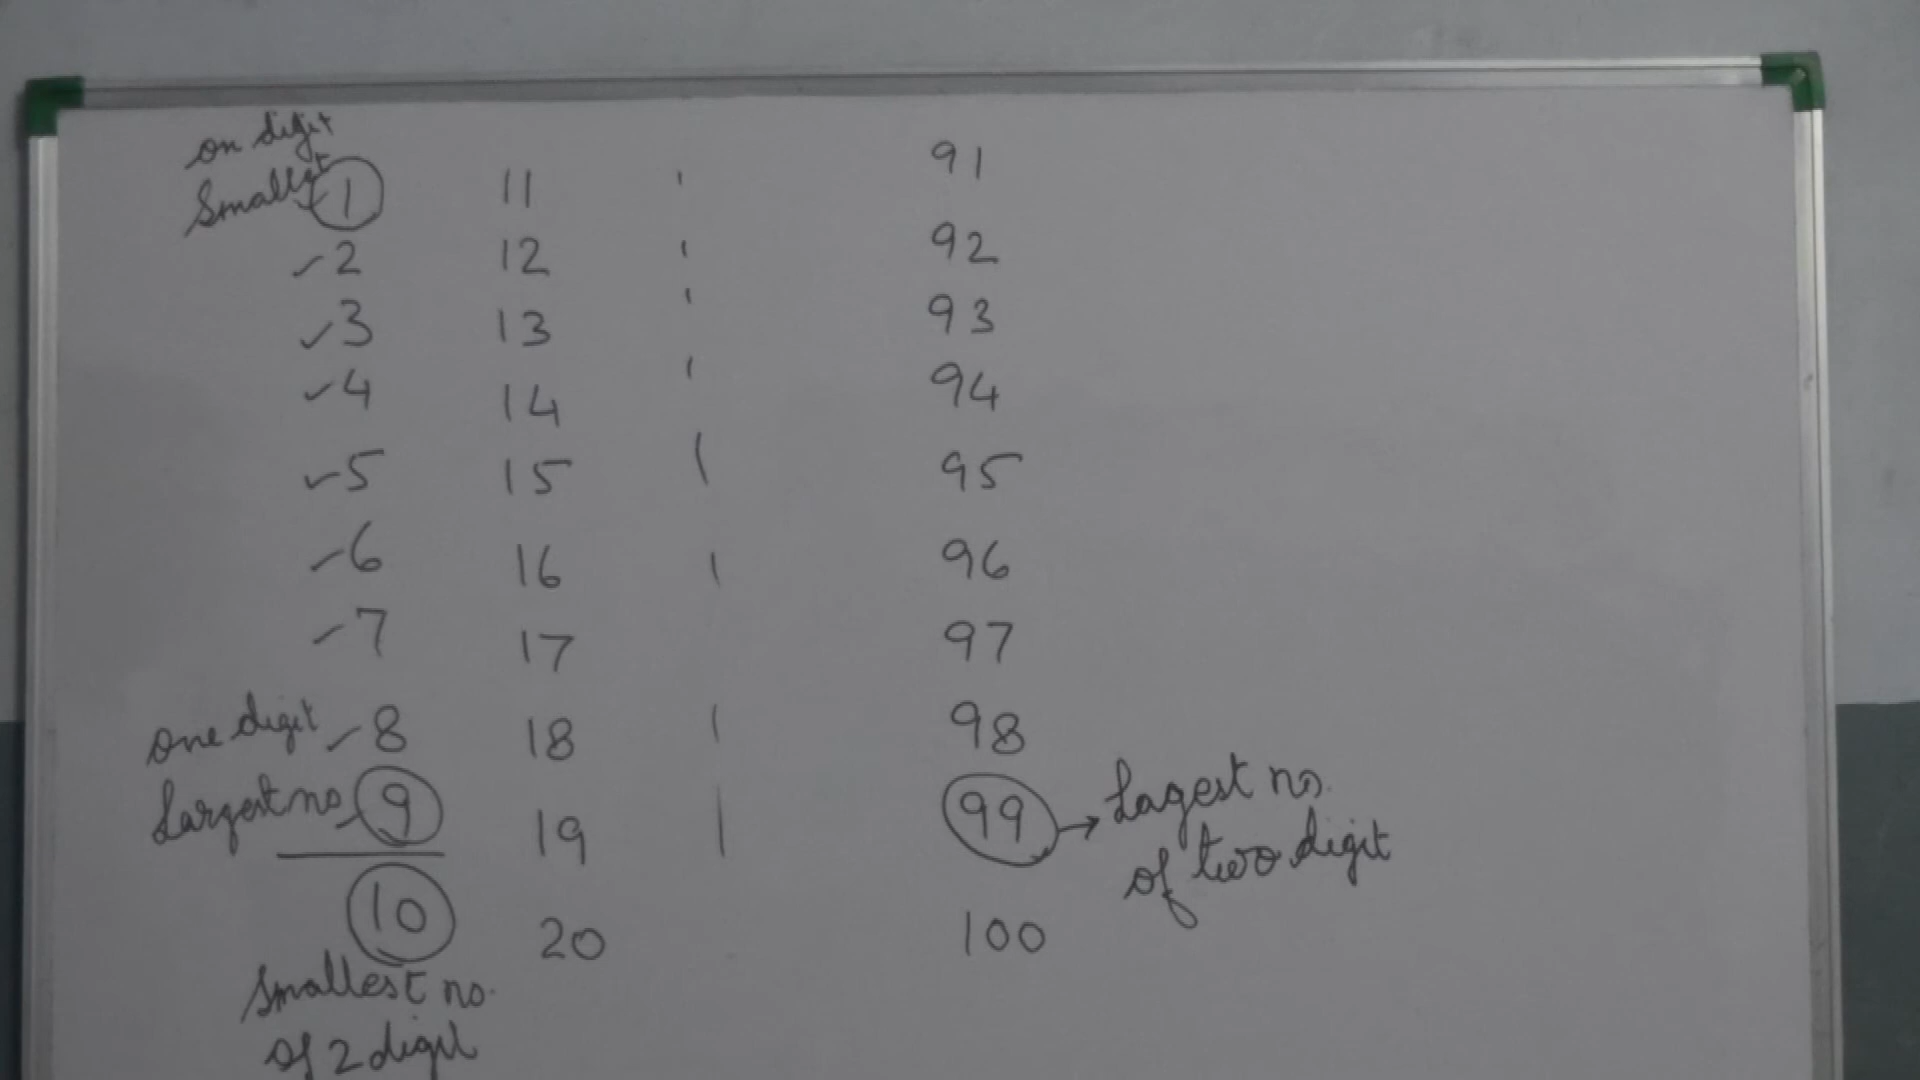 on digit
Smallest 1 11 91
2 12 92
3 13 93
4 14 94
5 15 95
6 16 96
7 17 97
one digit 8 18 98
Largest no 9 19 99 → Lagest no.
of two digit
10 20 100
Smallest no.
of 2 digit